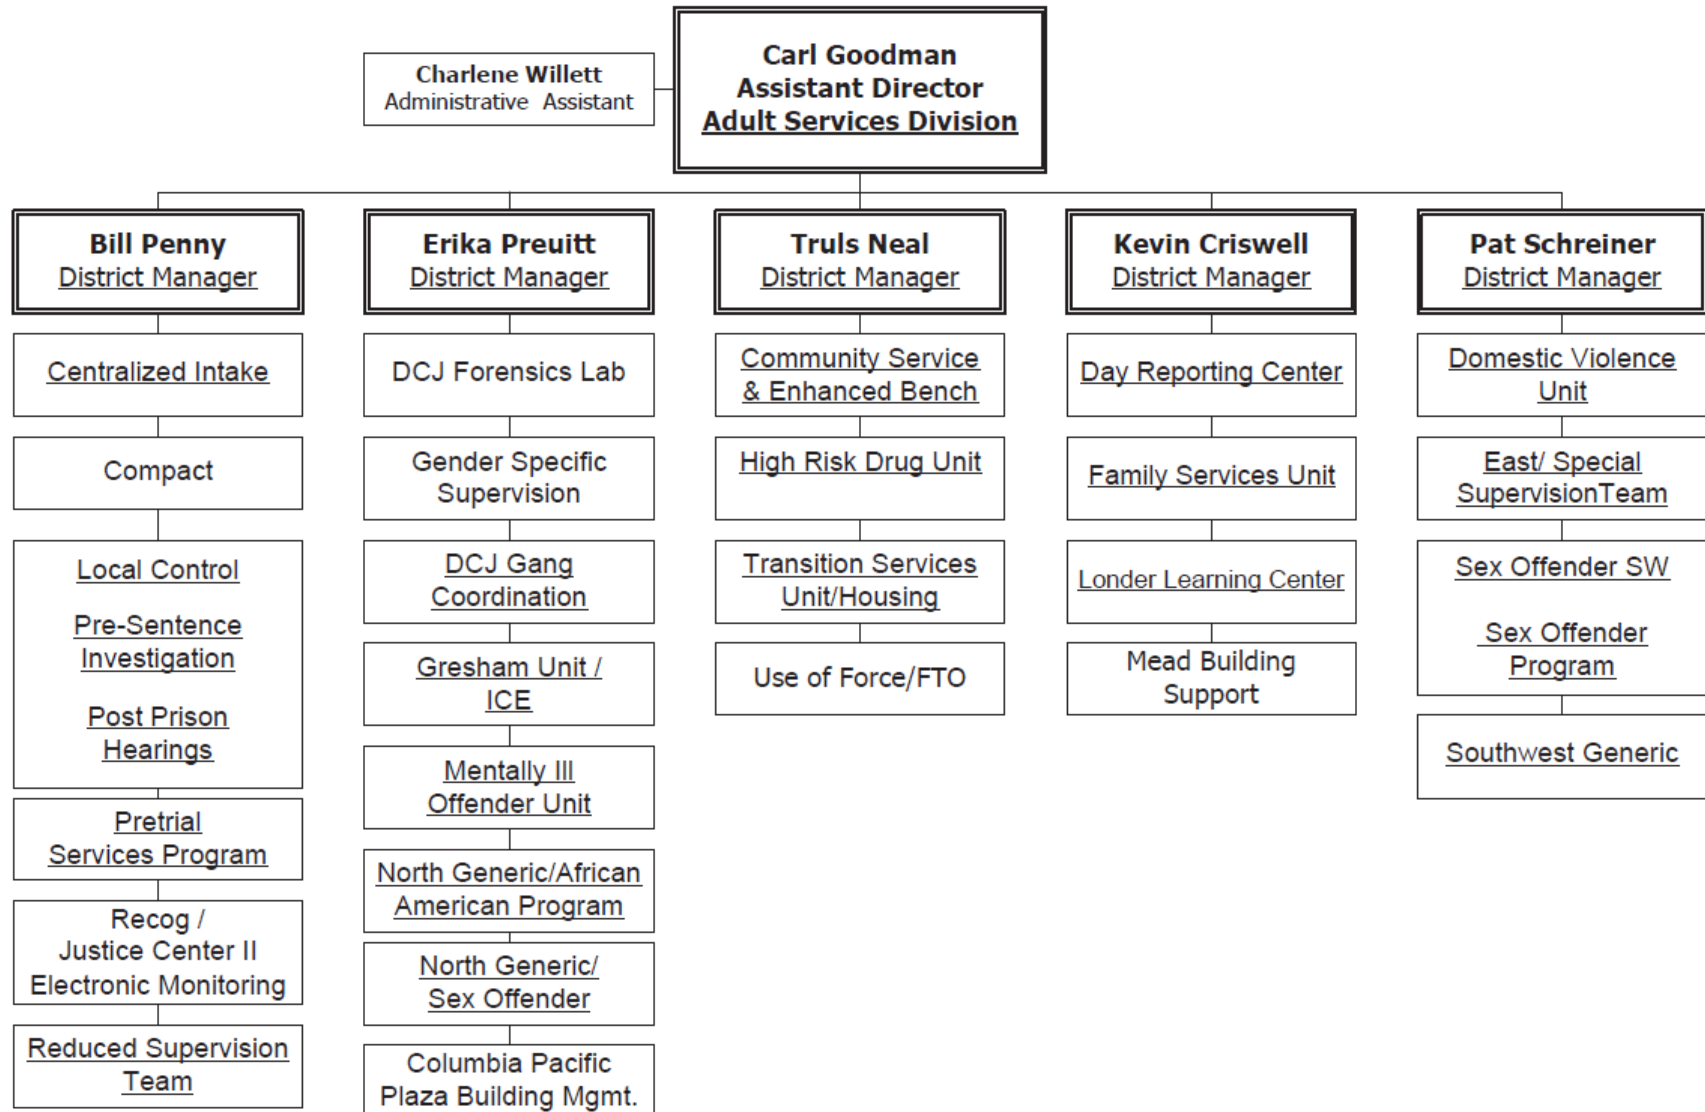 Carl Goodman
Assistant Director
Adult Services Division
Charlene Willett
Administrative Assistant
Bill Penny
District Manager
Centralized Intake
Compact
Local Control
Pre-Sentence
Investigation
Post Prison
Hearings
Pretrial
Services Program
Recog /
Justice Center II
Electronic Monitoring
Reduced Supervision
Team
Erika Preuitt
District Manager
DCJ Forensics Lab
Gender Specific
Supervision
DCJ Gang
Coordination
Gresham Unit /
ICE
Mentally Ill
Offender Unit
North Generic/African
American Program
North Generic/
Sex Offender
Columbia Pacific
Plaza Building Mgmt.
Truls Neal
District Manager
Community Service
& Enhanced Bench
High Risk Drug Unit
Transition Services
Unit/Housing
Use of Force/FTO
Kevin Criswell
District Manager
Day Reporting Center
Family Services Unit
Londer Learning Center
Mead Building
Support
Pat Schreiner
District Manager
Domestic Violence
Unit
East/ Special
SupervisionTeam
Sex Offender SW
Sex Offender
Program
Southwest Generic